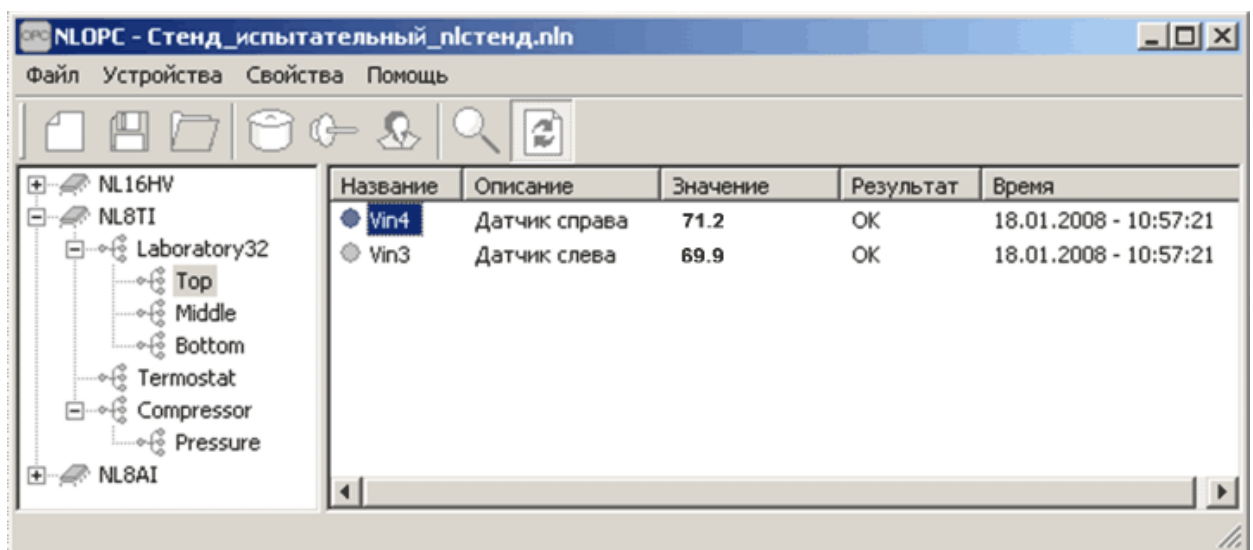 OPC NLOPC - Стенд_испытательный_nlстенд.nln
Файл Устройства Свойства Помощь
NL16HV
NL8TI
Laboratory32
Top
Middle
Bottom
Termostat
Compressor
Pressure
NL8AI
Название Описание Значение Результат Время
Vin4 Датчик справа 71.2 OK 18.01.2008 - 10:57:21
Vin3 Датчик слева 69.9 OK 18.01.2008 - 10:57:21